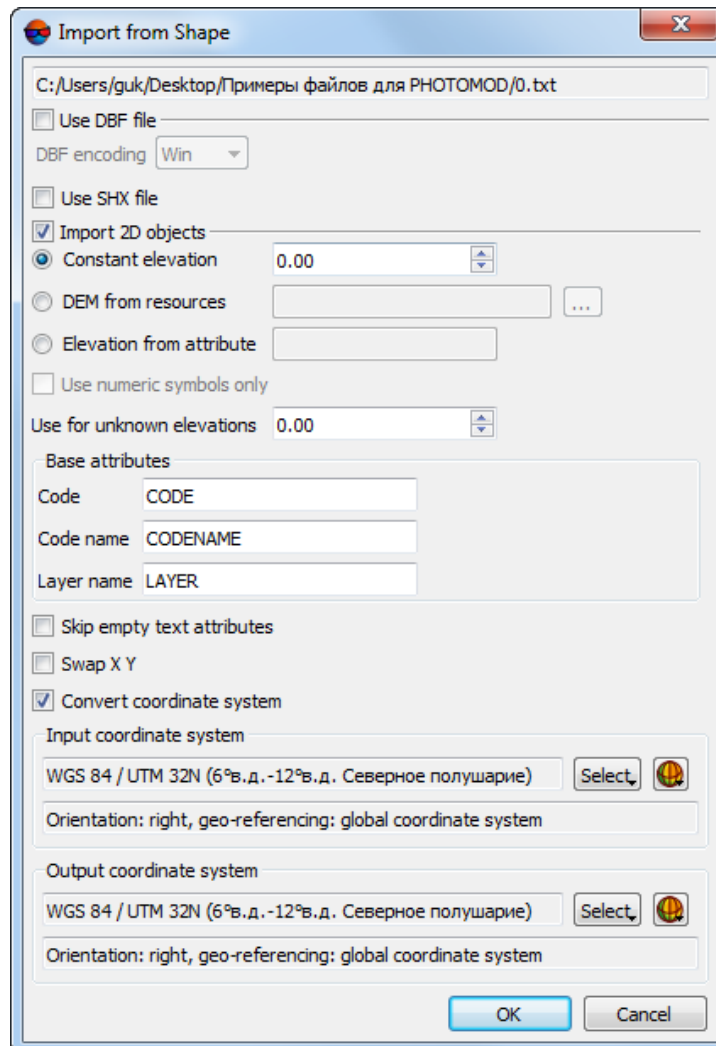 Import from Shape
C:/Users/guk/Desktop/Примеры файлов для PHOTOMOD/0.txt
Use DBF file
DBF encoding Win
Use SHX file
Import 2D objects
Constant elevation 0.00
DEM from resources ...
Elevation from attribute
Use numeric symbols only
Use for unknown elevations 0.00
Base attributes
Code CODE
Code name CODENAME
Layer name LAYER
Skip empty text attributes
Swap X Y
Convert coordinate system
Input coordinate system
WGS 84 / UTM 32N (6°в.д.-12°в.д. Северное полушарие) Select
Orientation: right, geo-referencing: global coordinate system
Output coordinate system
WGS 84 / UTM 32N (6°в.д.-12°в.д. Северное полушарие) Select
Orientation: right, geo-referencing: global coordinate system
OK Cancel